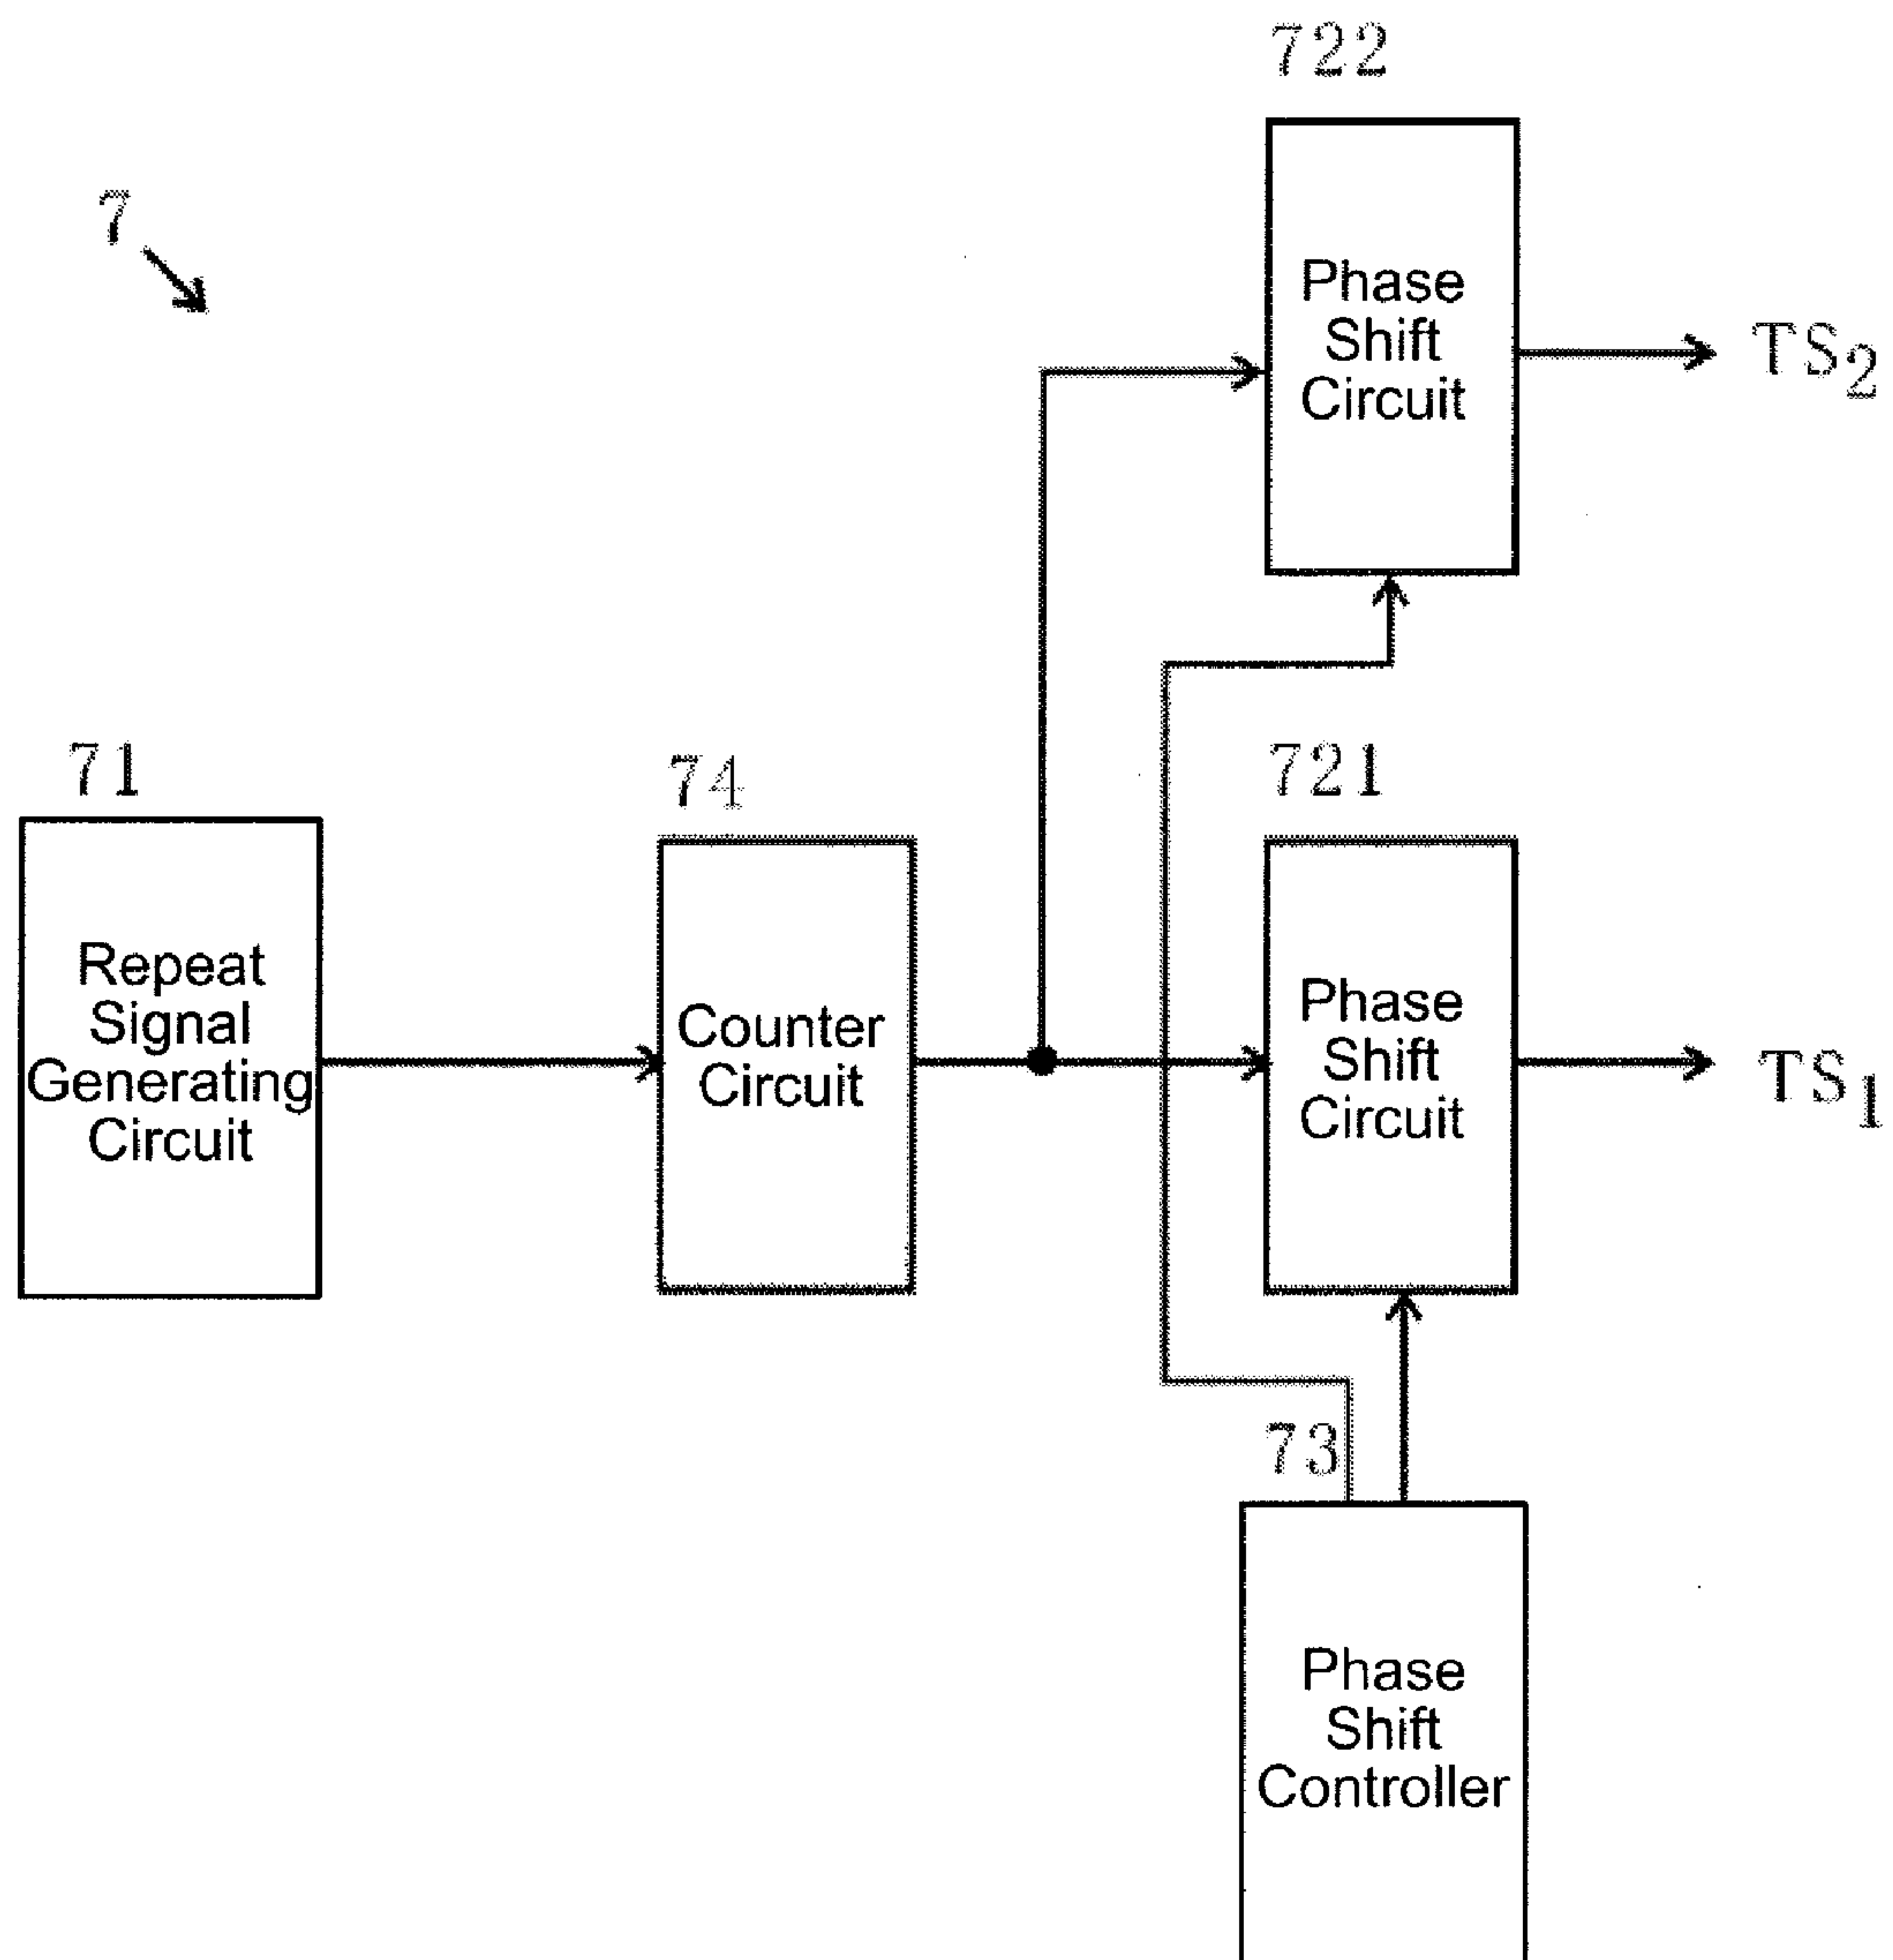 722
7
Phase
Shift
Circuit
TS2
71
74
721
Repeat
Signal
Generating
Circuit
Counter
Circuit
Phase
Shift
Circuit
TS1
73
Phase
Shift
Controller